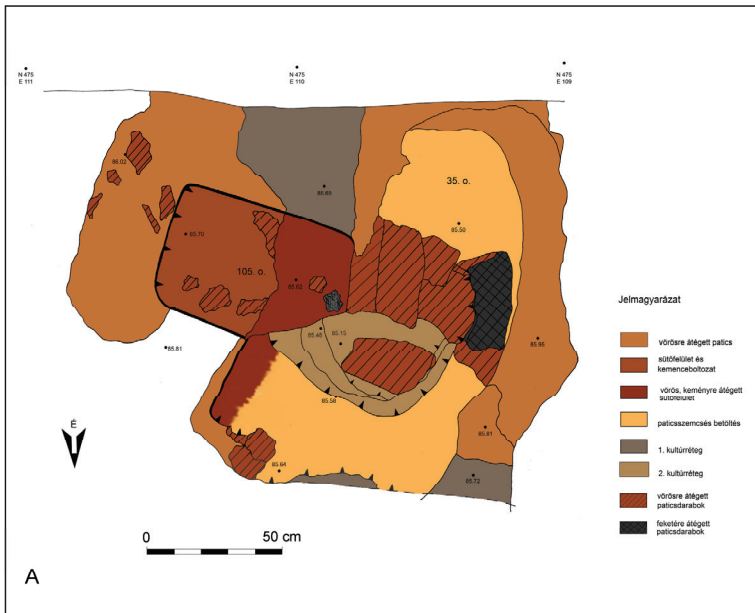 N 475
E 111
N 475
E 110
N 475
E 109
86.02
85.69
35. o.
85.50
85.70
105. o.
85.62
85.81
85.48
85.15
85.95
85.58
85.81
85.64
85.72
É
0 50 cm
A
Jelmagyarázat
vörösre átégett patics
sütőfelület és
kemenceboltozat
vörös, keményre átégett
sütőfelület
paticsszemcsés betöltés
1. kultúrréteg
2. kultúrréteg
vörösre átégett
paticsdarabok
feketére átégett
paticsdarabok